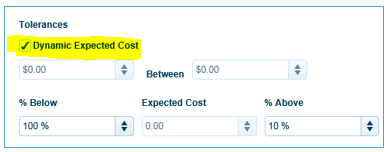 Tolerances
Dynamic Expected Cost
$0.00 Between $0.00
% Below Expected Cost % Above
100 % 0.00 10 %